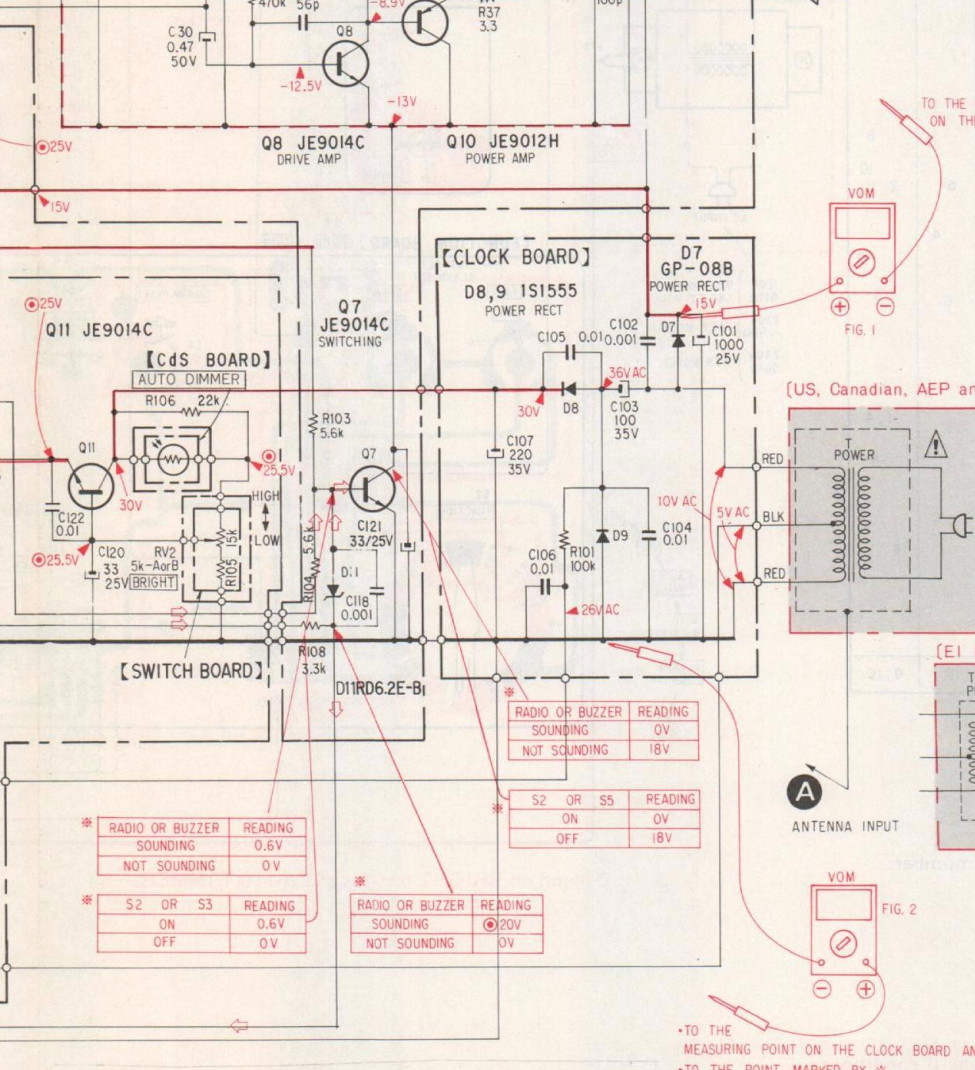 470k
56p
-8.9V
R37
3.3
100p
C30
0.47
50V
Q8
-12.5V
-13V
TO THE
ON TH
25V
Q8 JE9014C
DRIVE AMP
Q10 JE9012H
POWER AMP
15V
VOM
【CLOCK BOARD】
D7
GP-08B
POWER RECT
D8,9 1S1555
POWER RECT
15V
FIG. 1
25V
Q11 JE9014C
Q7
JE9014C
SWITCHING
C105
0.01
C102
0.001
D7
C101
1000
25V
【CdS BOARD】
AUTO DIMMER
36V AC
30V
D8
C103
100
35V
(US, Canadian, AEP an
R106 22k
R103
5.6k
Q11
25.5V
Q7
C107
220
35V
T
POWER
RED
30V
HIGH
LOW
10V AC
5V AC
BLK
C122
0.01
C121
33/25V
D9
C104
0.01
25.5V
C120
33
25V
RV2
5k-AorB
BRIGHT
15k
R105
5.6k
R104
D11
C118
0.001
C106
0.01
R101
100k
RED
26V AC
R108
3.3k
【SWITCH BOARD】
D11RD6.2E-B
(E1
※
RADIO OR BUZZER READING
SOUNDING 0V
NOT SOUNDING 18V
※
S2 OR S5 READING
ON 0V
OFF 18V
A
ANTENNA INPUT
※
RADIO OR BUZZER READING
SOUNDING 0.6V
NOT SOUNDING 0V
※
S2 OR S3 READING
ON 0.6V
OFF 0V
※
RADIO OR BUZZER READING
SOUNDING 20V
NOT SOUNDING 0V
VOM
FIG. 2
•TO THE
MEASURING POINT ON THE CLOCK BOARD AN
•TO THE POINT MARKED BY ※